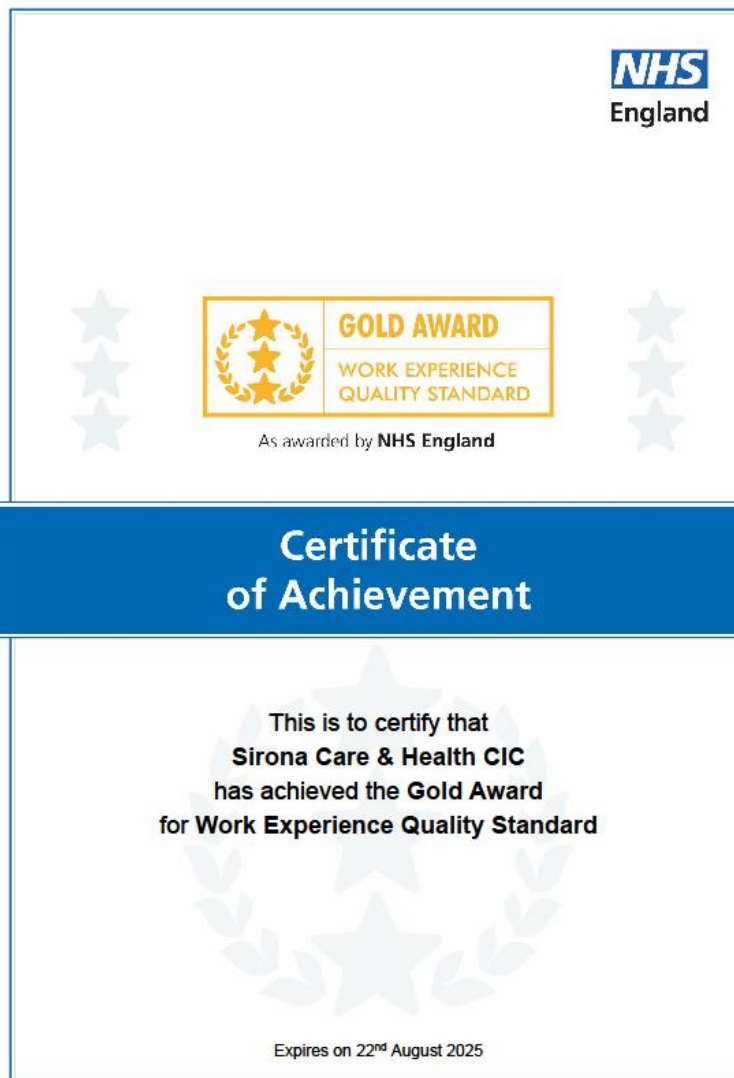 NHS
England
GOLD AWARD
WORK EXPERIENCE
QUALITY STANDARD
As awarded by NHS England
Certificate
of Achievement
This is to certify that
Sirona Care & Health CIC
has achieved the Gold Award
for Work Experience Quality Standard
Expires on 22nd August 2025